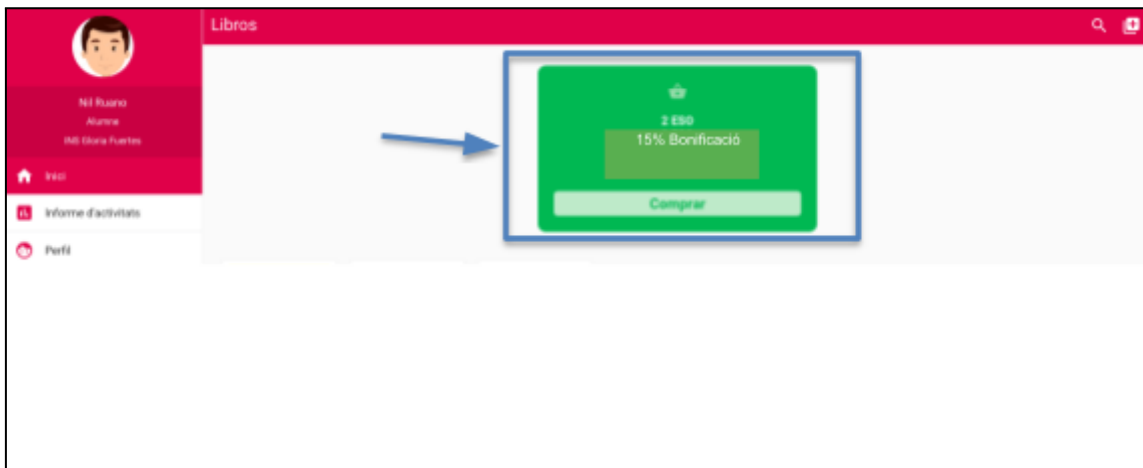 Libros
Nil Ruano
Alumne
INS Gloria Fuertes
Inici
Informe d'activitats
Perfil
2 ESO
15% Bonificació
Comprar